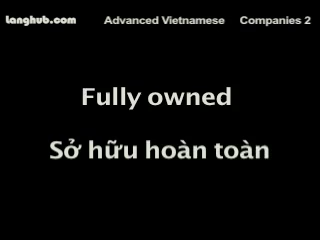 Langhub.com Advanced Vietnamese Companies 2
Fully owned
Sở hữu hoàn toàn